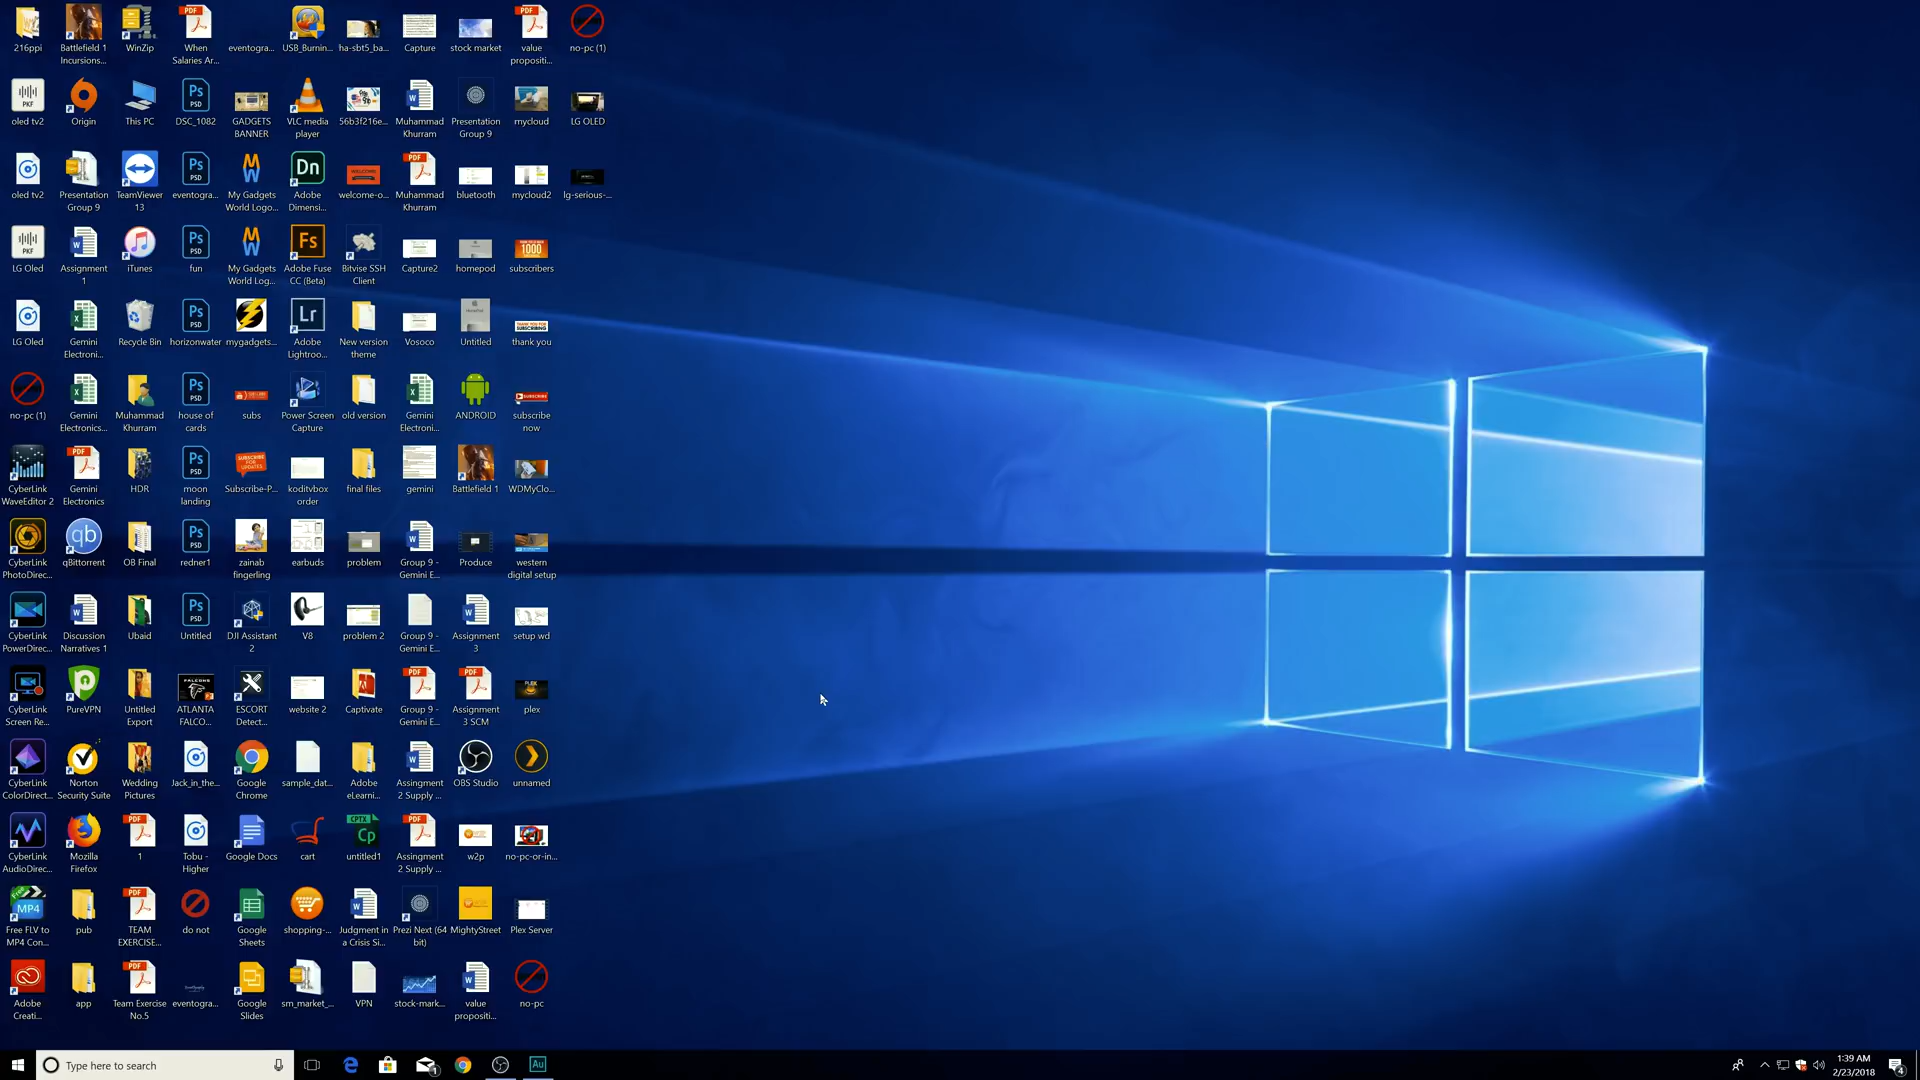 216ppi
Battlefield 1
Incursions...
WinZip
When
Salaries Ar...
eventogra...
USB_Burnin...
ha-sbt5_ba...
Capture
stock market
value
propositi...
no-pc (1)
oled tv2
Origin
This PC
DSC_1082
GADGETS
BANNER
VLC media
player
56b3f216e...
Muhammad
Khurram
Presentation
Group 9
mycloud
LG OLED
oled tv2
Presentation
Group 9
TeamViewer
13
eventogra...
My Gadgets
World Logo...
Adobe
Dimensi...
welcome-o...
Muhammad
Khurram
bluetooth
mycloud2
lg-serious-...
LG Oled
Assignment
1
iTunes
fun
My Gadgets
World Log...
Adobe Fuse
CC (Beta)
Bitvise SSH
Client
Capture2
homepod
subscribers
LG Oled
Gemini
Electroni...
Recycle Bin
horizonwater
mygadgets...
Adobe
Lightroo...
New version
theme
Vosoco
Untitled
thank you
no-pc (1)
Gemini
Electronics...
Muhammad
Khurram
house of
cards
subs
Power Screen
Capture
old version
Gemini
Electroni...
ANDROID
subscribe
now
CyberLink
WaveEditor 2
Gemini
Electronics
HDR
moon
landing
Subscribe-P...
koditvbox
order
final files
gemini
Battlefield 1
WDMyClo...
CyberLink
PhotoDirec...
qBittorrent
OB Final
redner1
zainab
fingerling
earbuds
problem
Group 9 -
Gemini E...
Produce
western
digital setup
CyberLink
PowerDirec...
Discussion
Narratives 1
Ubaid
Untitled
DJI Assistant
2
V8
problem 2
Group 9 -
Gemini E...
Assignment
3
setup wd
CyberLink
Screen Re...
PureVPN
Untitled
Export
ATLANTA
FALCO...
ESCORT
Detect...
website 2
Captivate
Group 9 -
Gemini E...
Assignment
3 SCM
plex
CyberLink
ColorDirect...
Norton
Security Suite
Wedding
Pictures
Jack_in_the...
Google
Chrome
sample_dat...
Adobe
eLearni...
Assingment
2 Supply ...
OBS Studio
unnamed
CyberLink
AudioDirec...
Mozilla
Firefox
1
Tobu -
Higher
Google Docs
cart
untitled1
Assingment
2 Supply ...
w2p
no-pc-or-in...
Free FLV to
MP4 Con...
pub
TEAM
EXERCISE...
do not
Google
Sheets
shopping-...
Judgment in
a Crisis Si...
Prezi Next (64
bit)
MightyStreet
Plex Server
Adobe
Creati...
app
Team Exercise
No.5
eventogra...
Google
Slides
sm_market_...
VPN
stock-mark...
value
propositi...
no-pc
Type here to search
1:39 AM
2/23/2018